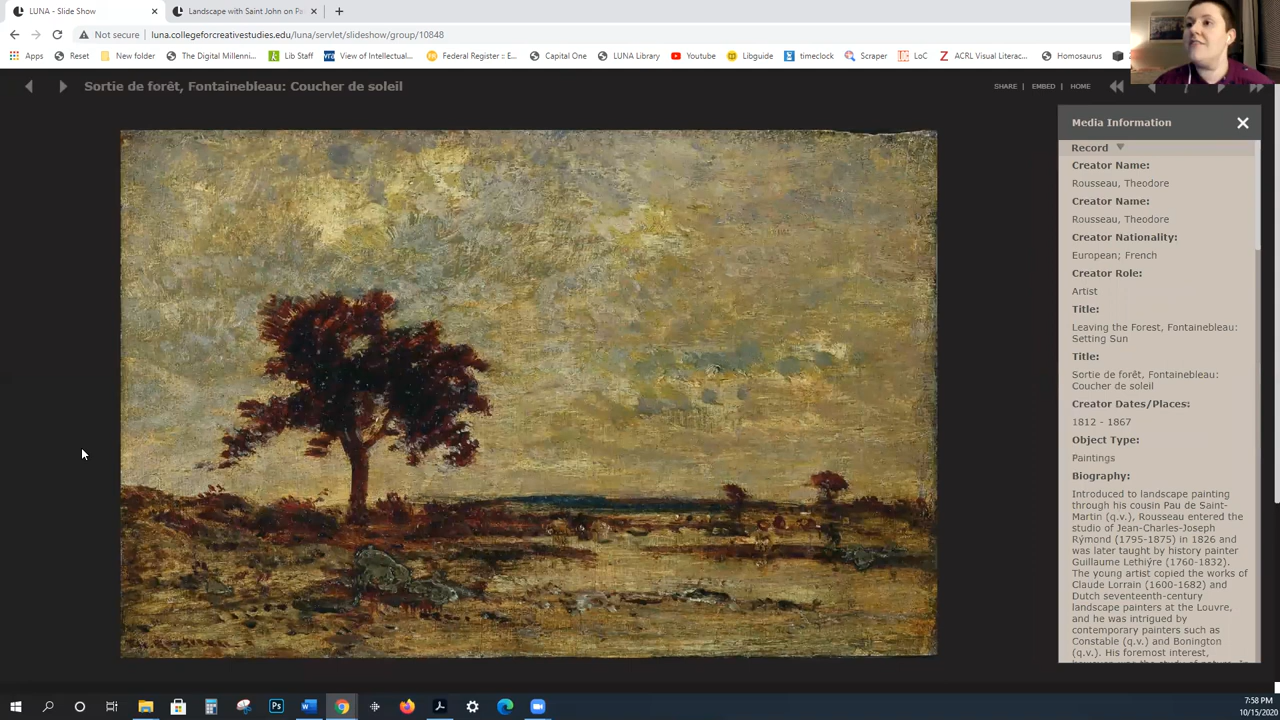 LUNA - Slide Show
Landscape with Saint John on Pa
Not secure
luna.collegeforcreativestudies.edu/luna/servlet/slideshow/group/10848
Apps
Reset
New folder
The Digital Millenni...
Lib Staff
View of Intellectual...
Federal Register :: E...
Capital One
LUNA Library
Youtube
Libguide
timeclock
Scraper
LoC
ACRL Visual Literac...
Homosaurus
Sortie de forêt, Fontainebleau: Coucher de soleil
SHARE | EMBED | HOME
Media Information
Record
Creator Name:
Rousseau, Theodore
Creator Name:
Rousseau, Theodore
Creator Nationality:
European; French
Creator Role:
Artist
Title:
Leaving the Forest, Fontainebleau:
Setting Sun
Title:
Sortie de forêt, Fontainebleau:
Coucher de soleil
Creator Dates/Places:
1812 - 1867
Object Type:
Paintings
Biography:
Introduced to landscape painting
through his cousin Pau de Saint-
Martin (q.v.), Rousseau entered the
studio of Jean-Charles-Joseph
Rýmond (1795-1875) in 1826 and
was later taught by history painter
Guillaume Lethiýre (1760-1832).
The young artist copied the works of
Claude Lorrain (1600-1682) and
Dutch seventeenth-century
landscape painters at the Louvre,
and he was intrigued by
contemporary painters such as
Constable (q.v.) and Bonington
(q.v.). His foremost interest,
7:58 PM
10/15/2020